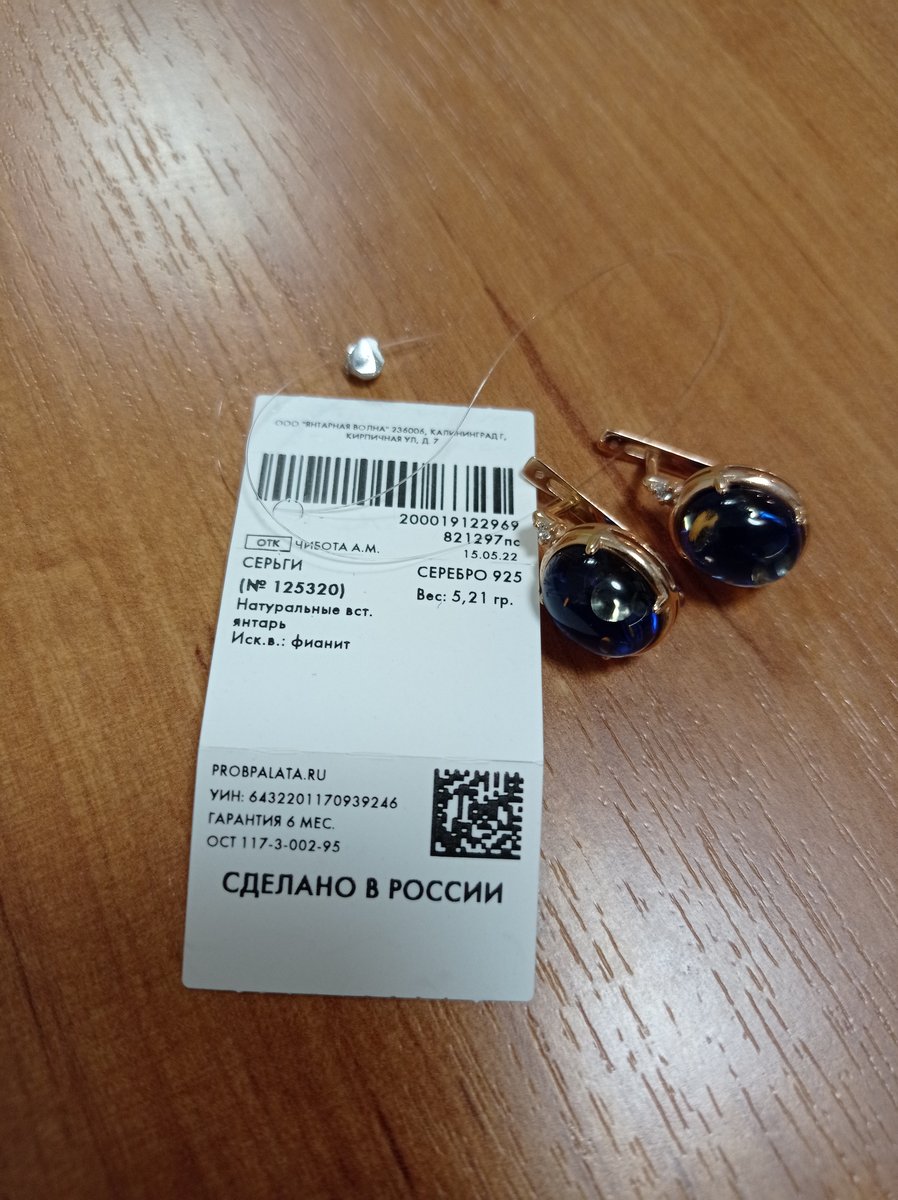 ООО "ЯНТАРНАЯ ВОЛНА" 236006, КАЛИНИНГРАД Г,
КИРПИЧНАЯ УЛ, Д. 7
200019122969
821297пс
ОТК ЧИБОТА А.М.
15.05.22
СЕРЬГИ
СЕРЕБРО 925
(№ 125320)
Вес: 5,21 гр.
Натуральные вст.
янтарь
Иск.в.: фианит
PROBPALATA.RU
УИН: 6432201170939246
ГАРАНТИЯ 6 МЕС.
ОСТ 117-3-002-95
СДЕЛАНО В РОССИИ